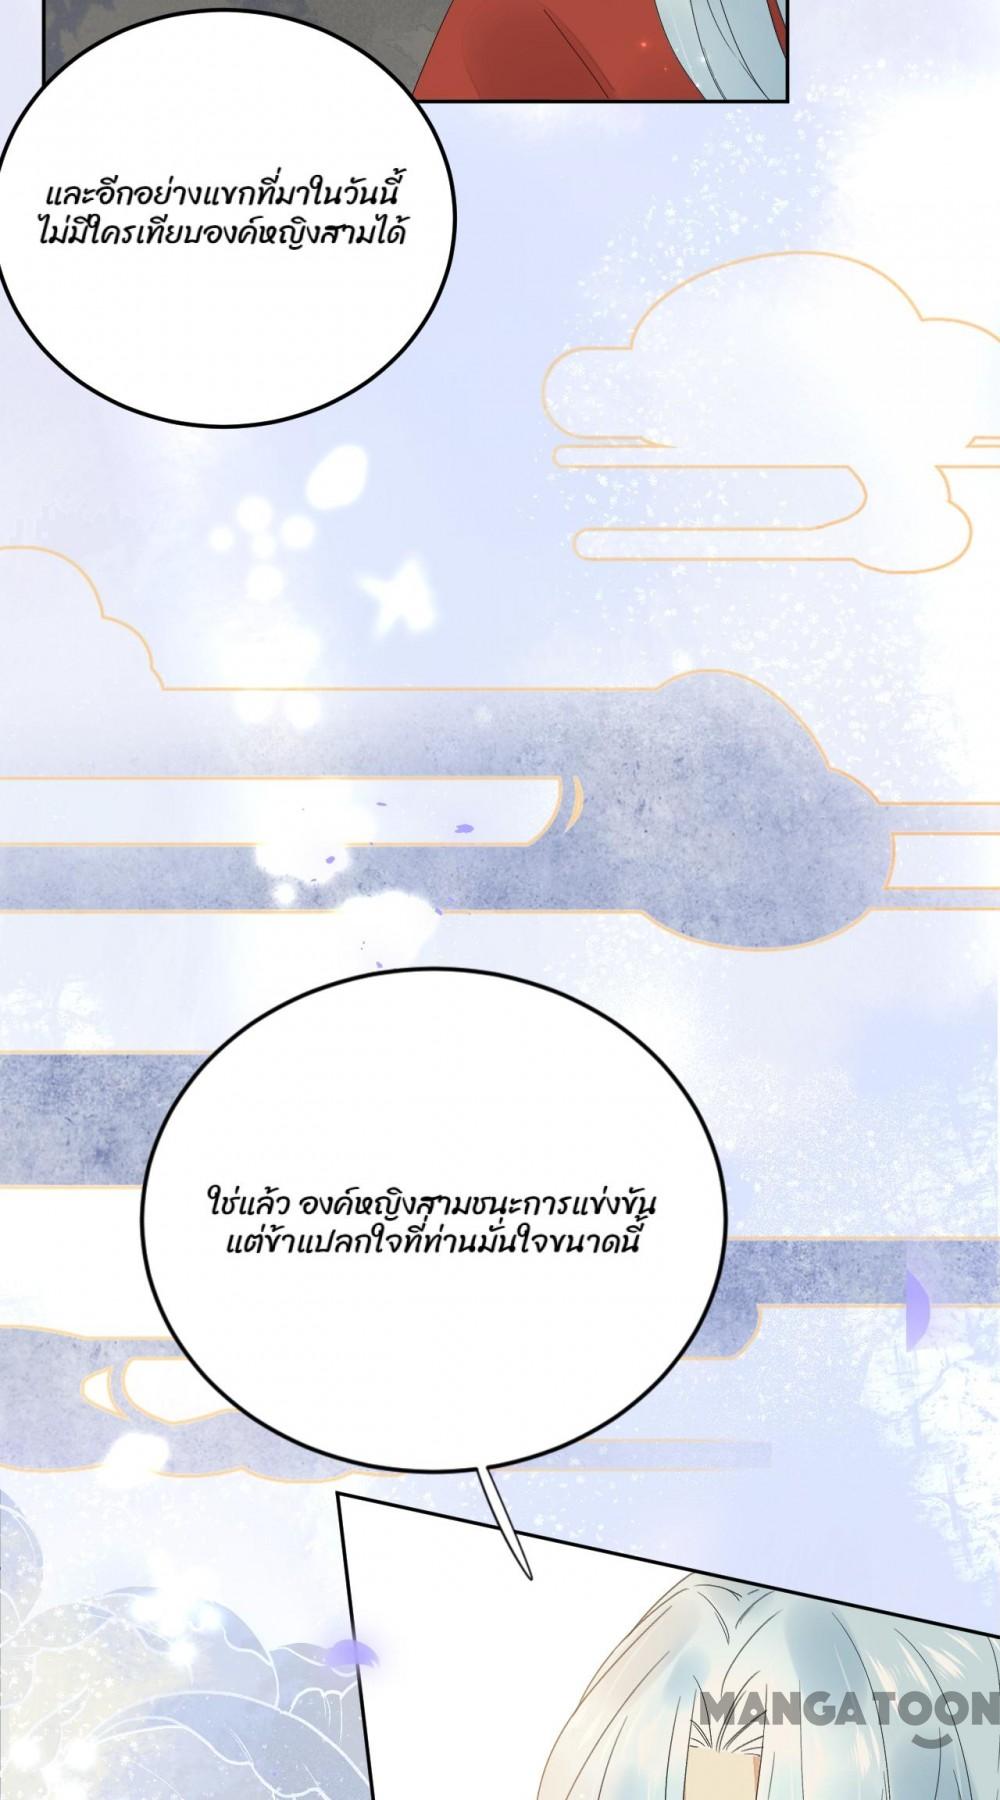 และอีกอย่างแขกที่มาในวันนี้
ไม่มีใครเทียบองค์หญิงสามได้
ใช่แล้ว องค์หญิงสามชนะการแข่งขัน
แต่ข้าแปลกใจที่ท่านมั่นใจขนาดนี้
MANGATOON